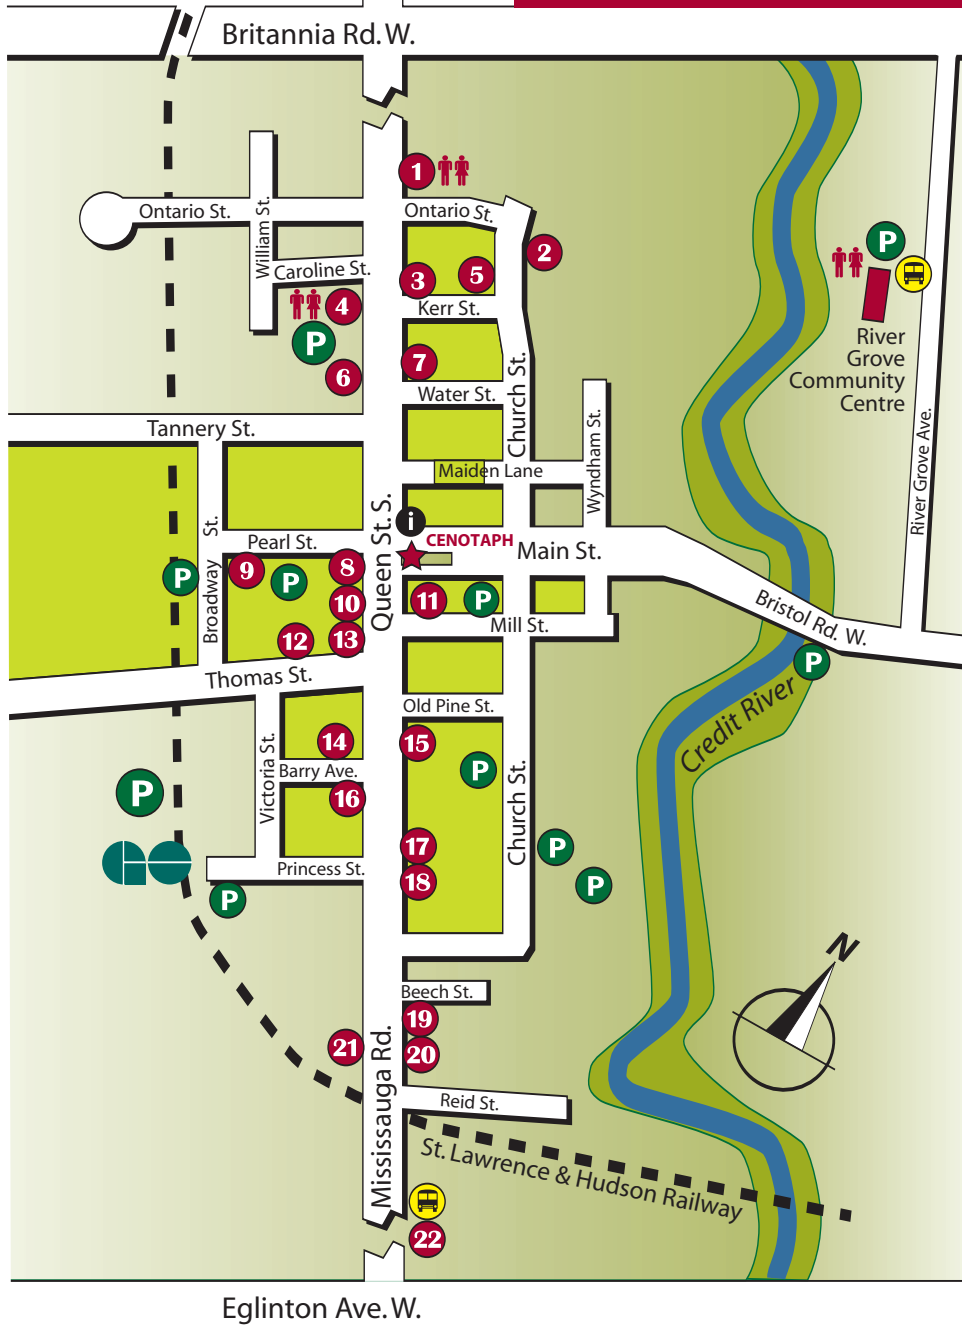 Britannia Rd. W.
1
Ontario St.
Ontario St.
William St.
2
Caroline St.
3
5
4
Kerr St.
P
6
7
P
River
Grove
Community
Centre
Water St.
Church St.
Tannery St.
Maiden Lane
Wyndham St.
River Grove Ave.
Queen St. S.
i
CENOTAPH
Main St.
Broadway St.
Pearl St.
P
9
P
8
10
11
P
12
13
Mill St.
Bristol Rd. W.
P
Thomas St.
Old Pine St.
Credit River
Victoria St.
14
15
P
Barry Ave.
16
P
Church St.
17
P
18
P
GO
Princess St.
P
N
Beech St.
19
21
20
Mississauga Rd.
Reid St.
St. Lawrence & Hudson Railway
22
Eglinton Ave. W.